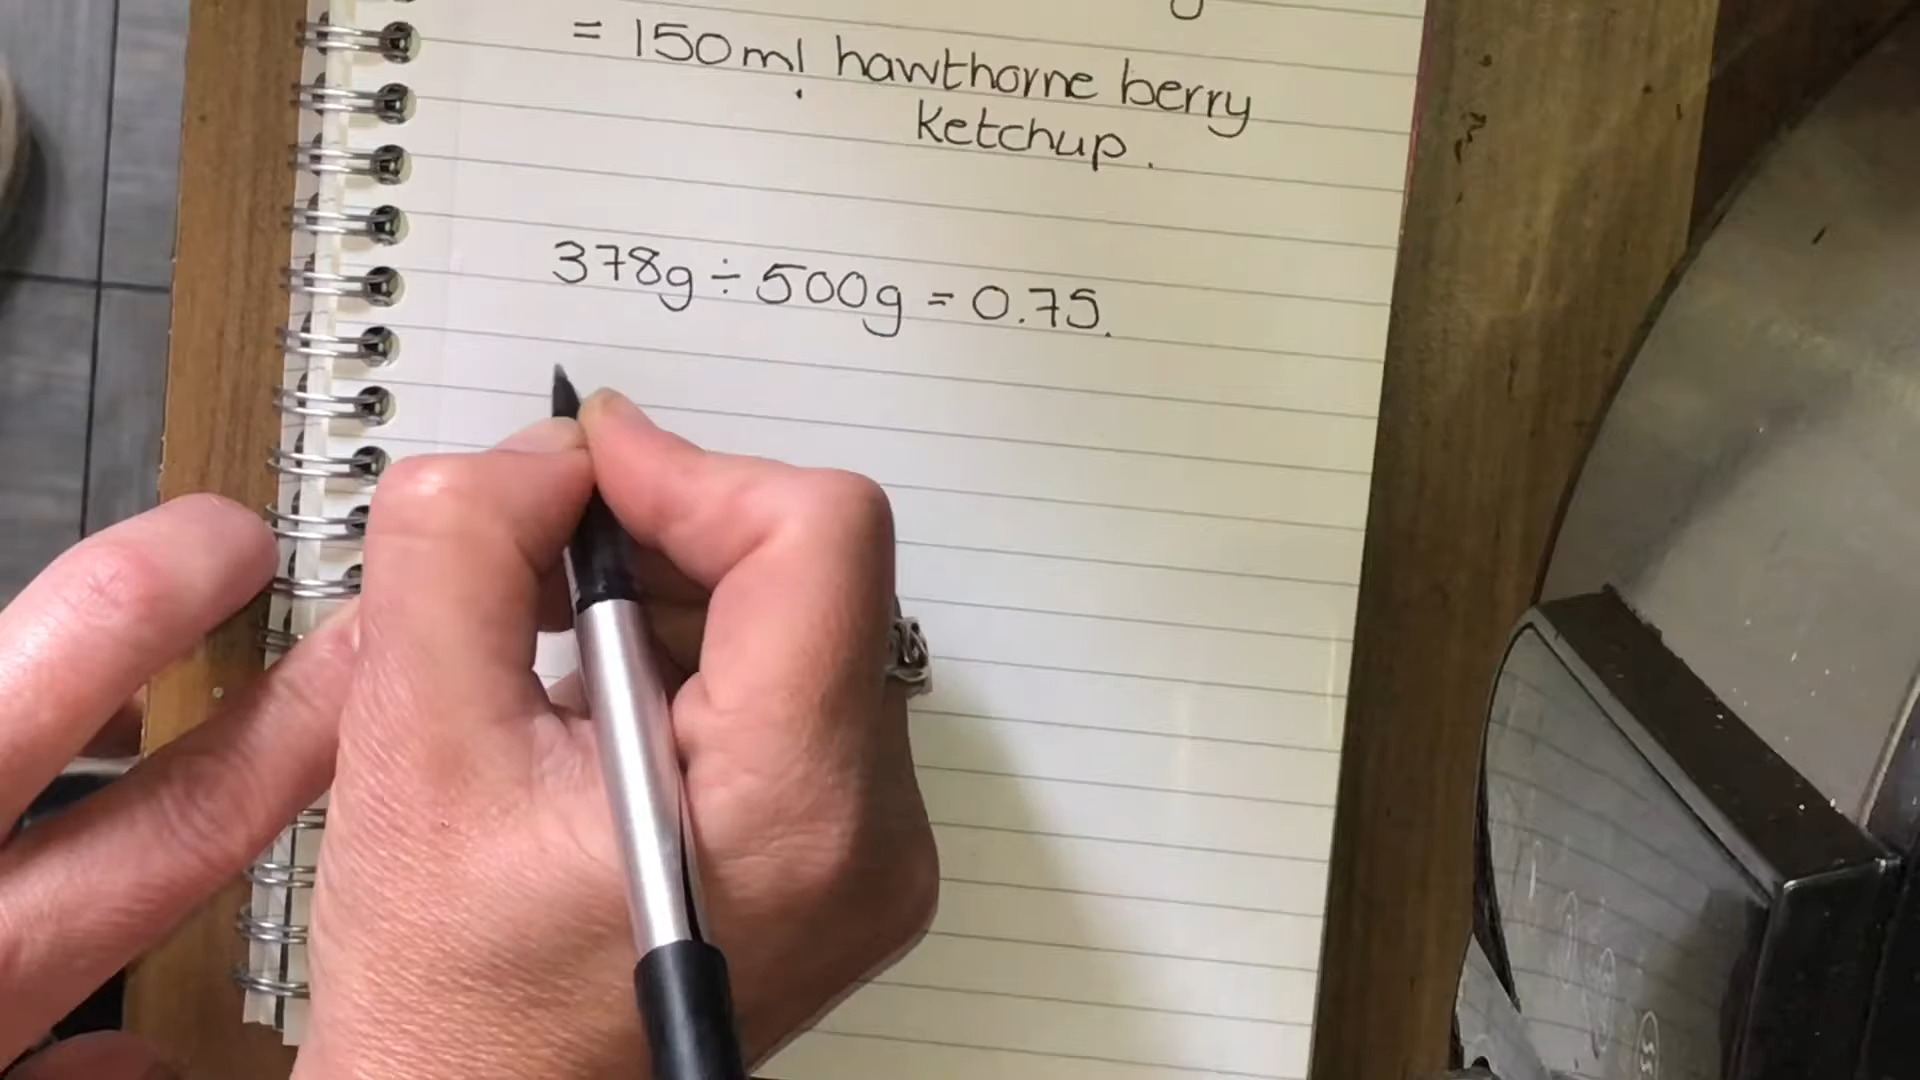 = 150ml hawthorne berry
ketchup.
378g ÷ 500g = 0.75.